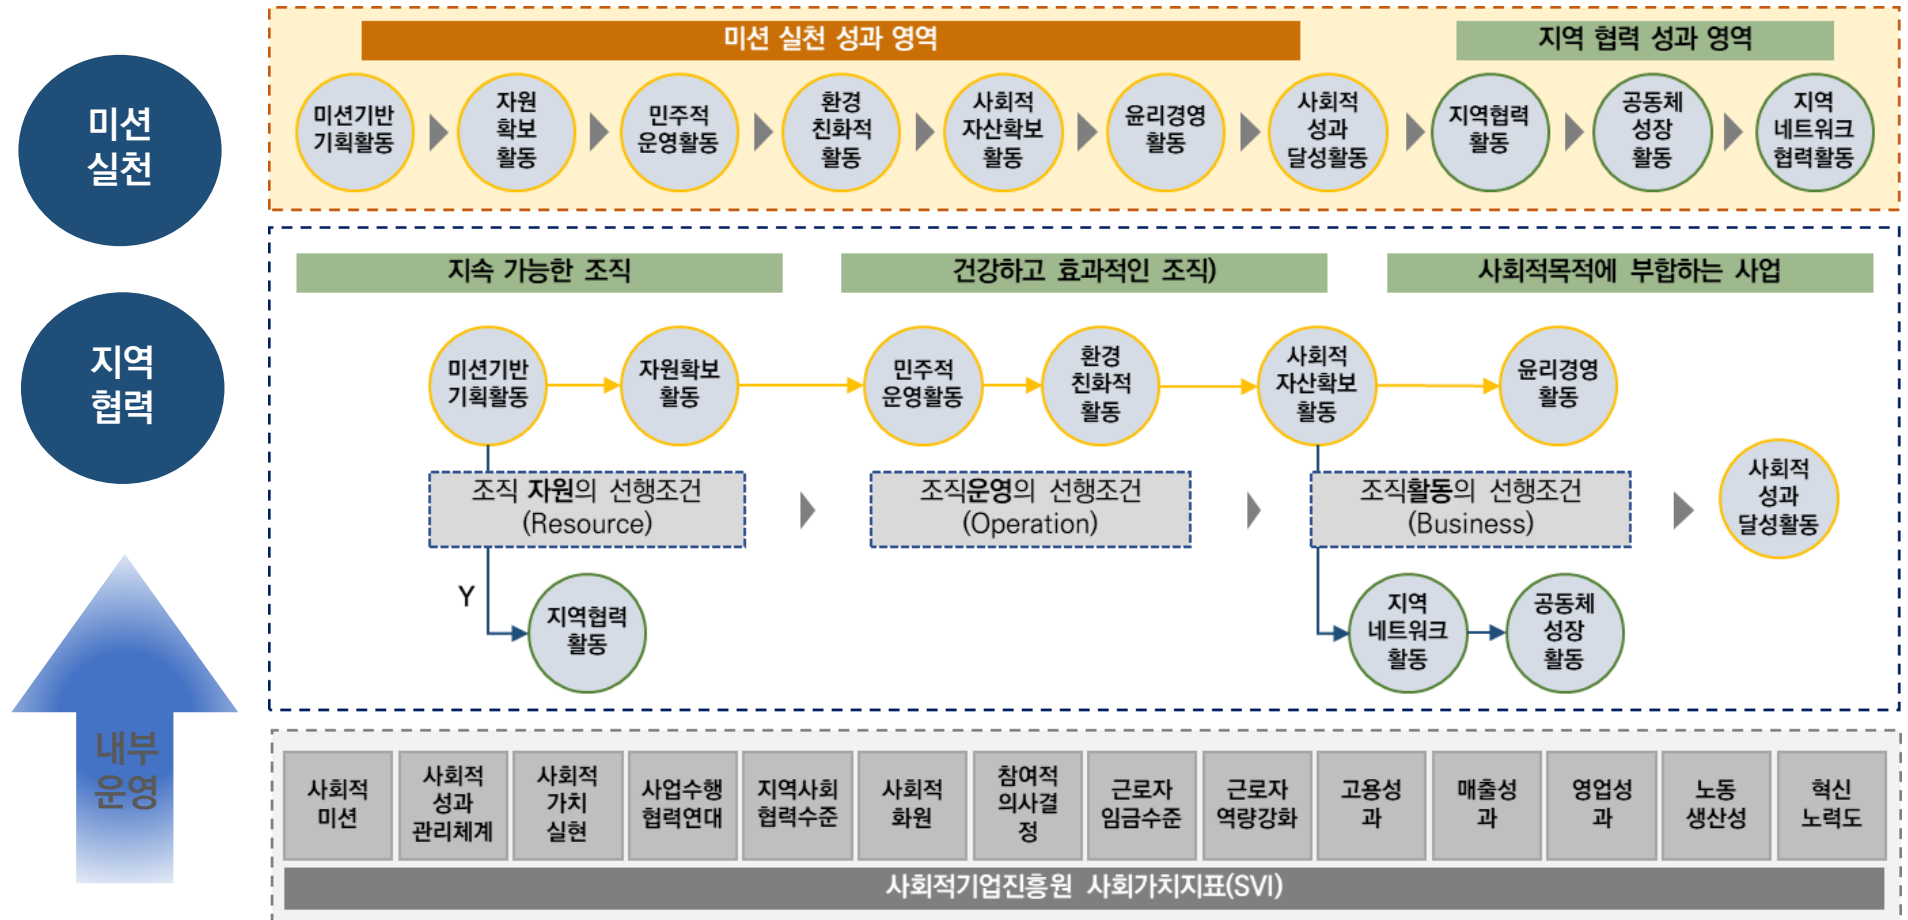 미션 실천 성과 영역
지역 협력 성과 영역
미션
실천
미션기반
기획활동
자원
확보
활동
민주적
운영활동
환경
친화적
활동
사회적
자산확보
활동
윤리경영
활동
사회적
성과
달성활동
지역협력
활동
공동체
성장
활동
지역
네트워크
협력활동
지역
협력
지속 가능한 조직
건강하고 효과적인 조직)
사회적목적에 부합하는 사업
미션기반
기획활동
자원확보
활동
민주적
운영활동
환경
친화적
활동
사회적
자산확보
활동
윤리경영
활동
조직 자원의 선행조건
(Resource)
조직운영의 선행조건
(Operation)
조직활동의 선행조건
(Business)
사회적
성과
달성활동
Y
지역협력
활동
지역
네트워크
활동
공동체
성장
활동
내부
운영
사회적
미션
사회적
성과
관리체계
사회적
가치
실현
사업수행
협력연대
지역사회
협력수준
사회적
화원
참여적
의사결
정
근로자
임금수준
근로자
역량강화
고용성
과
매출성
과
영업성
과
노동
생산성
혁신
노력도
사회적기업진흥원 사회가치지표(SVI)